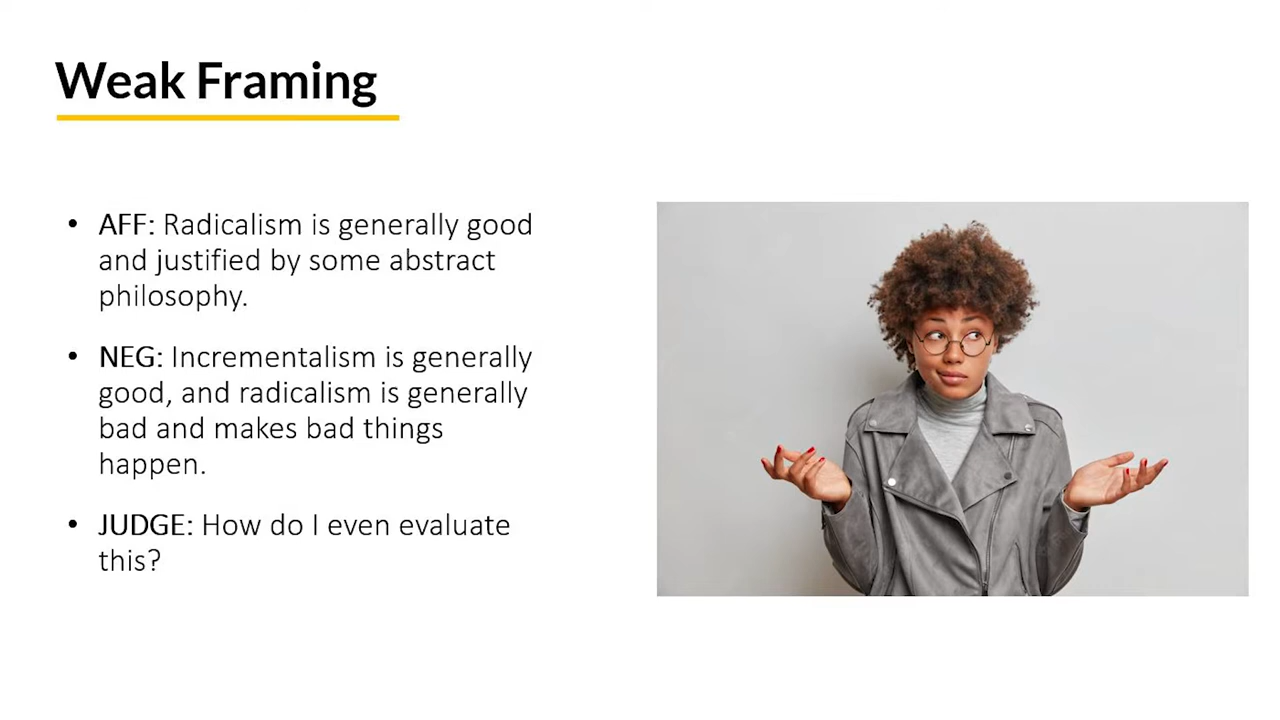 Weak Framing
• AFF: Radicalism is generally good
and justified by some abstract
philosophy.
• NEG: Incrementalism is generally
good, and radicalism is generally
bad and makes bad things
happen.
• JUDGE: How do I even evaluate
this?